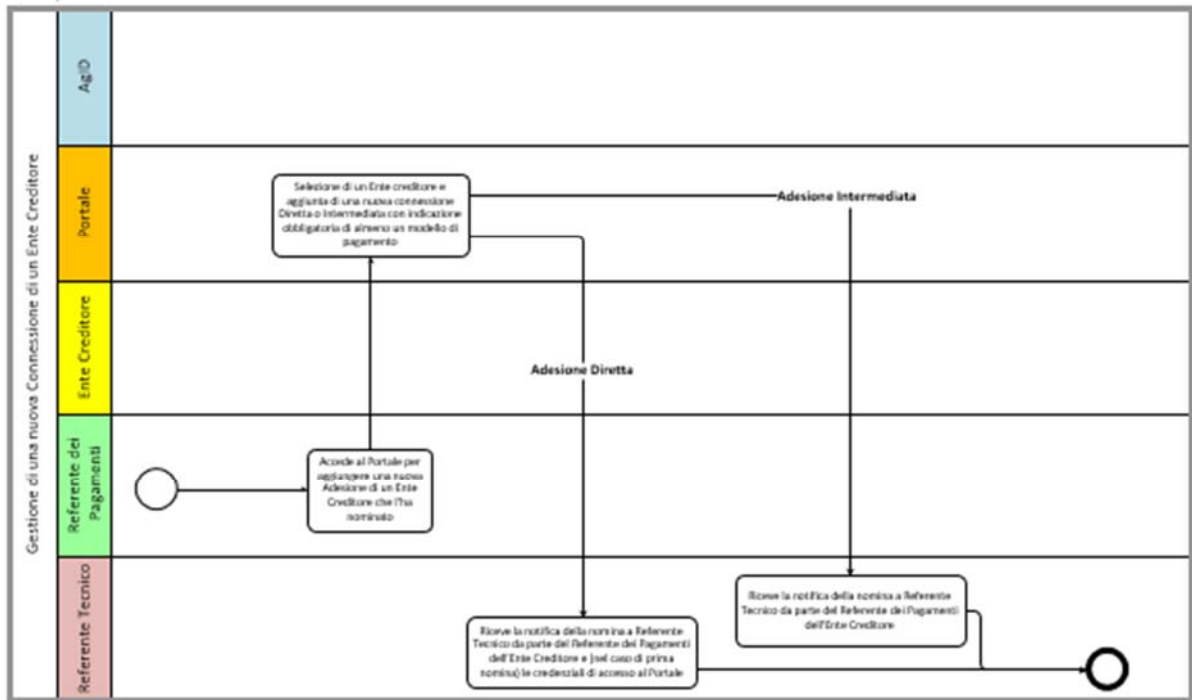 Gestione di una nuova Connessione di un Ente Creditore
AgID
Portale
Selezione di un Ente creditore e
aggiunta di una nuova connessione
Diretta o Intermediata con indicazione
obbligatoria di almeno un modello di
pagamento
Adesione Intermediata
Ente Creditore
Adesione Diretta
Referente dei
Pagamenti
Accede al Portale per
aggiungere una nuova
Adesione di un Ente
Creditore che l'ha
nominato
Referente Tecnico
Riceve la notifica della nomina a Referente
Tecnico da parte del Referente dei Pagamenti
dell'Ente Creditore e (nel caso di prima
nomina) le credenziali di accesso al Portale
Riceve la notifica della nomina a Referente
Tecnico da parte del Referente dei Pagamenti
dell'Ente Creditore